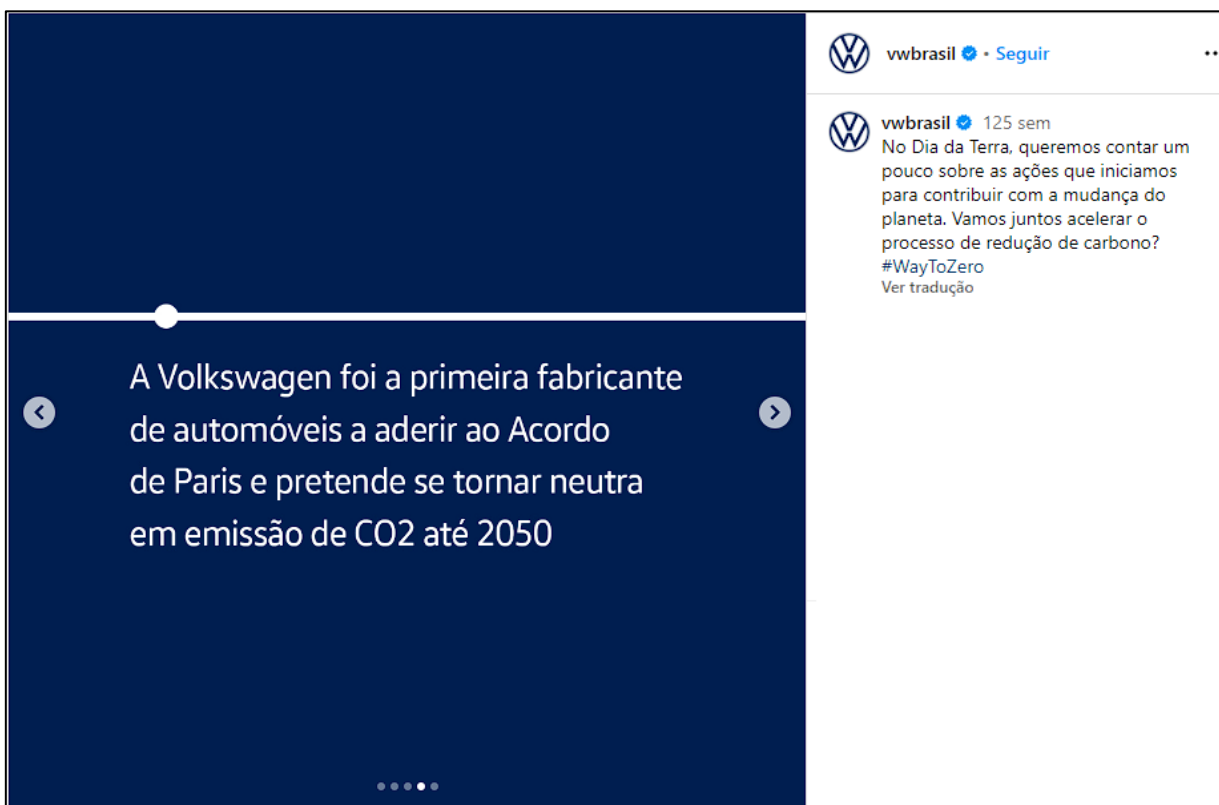 A Volkswagen foi a primeira fabricante
de automóveis a aderir ao Acordo
de Paris e pretende se tornar neutra
em emissão de CO2 até 2050
vwbrasil • Seguir
vwbrasil 125 sem
No Dia da Terra, queremos contar um
pouco sobre as ações que iniciamos
para contribuir com a mudança do
planeta. Vamos juntos acelerar o
processo de redução de carbono?
#WayToZero
Ver tradução